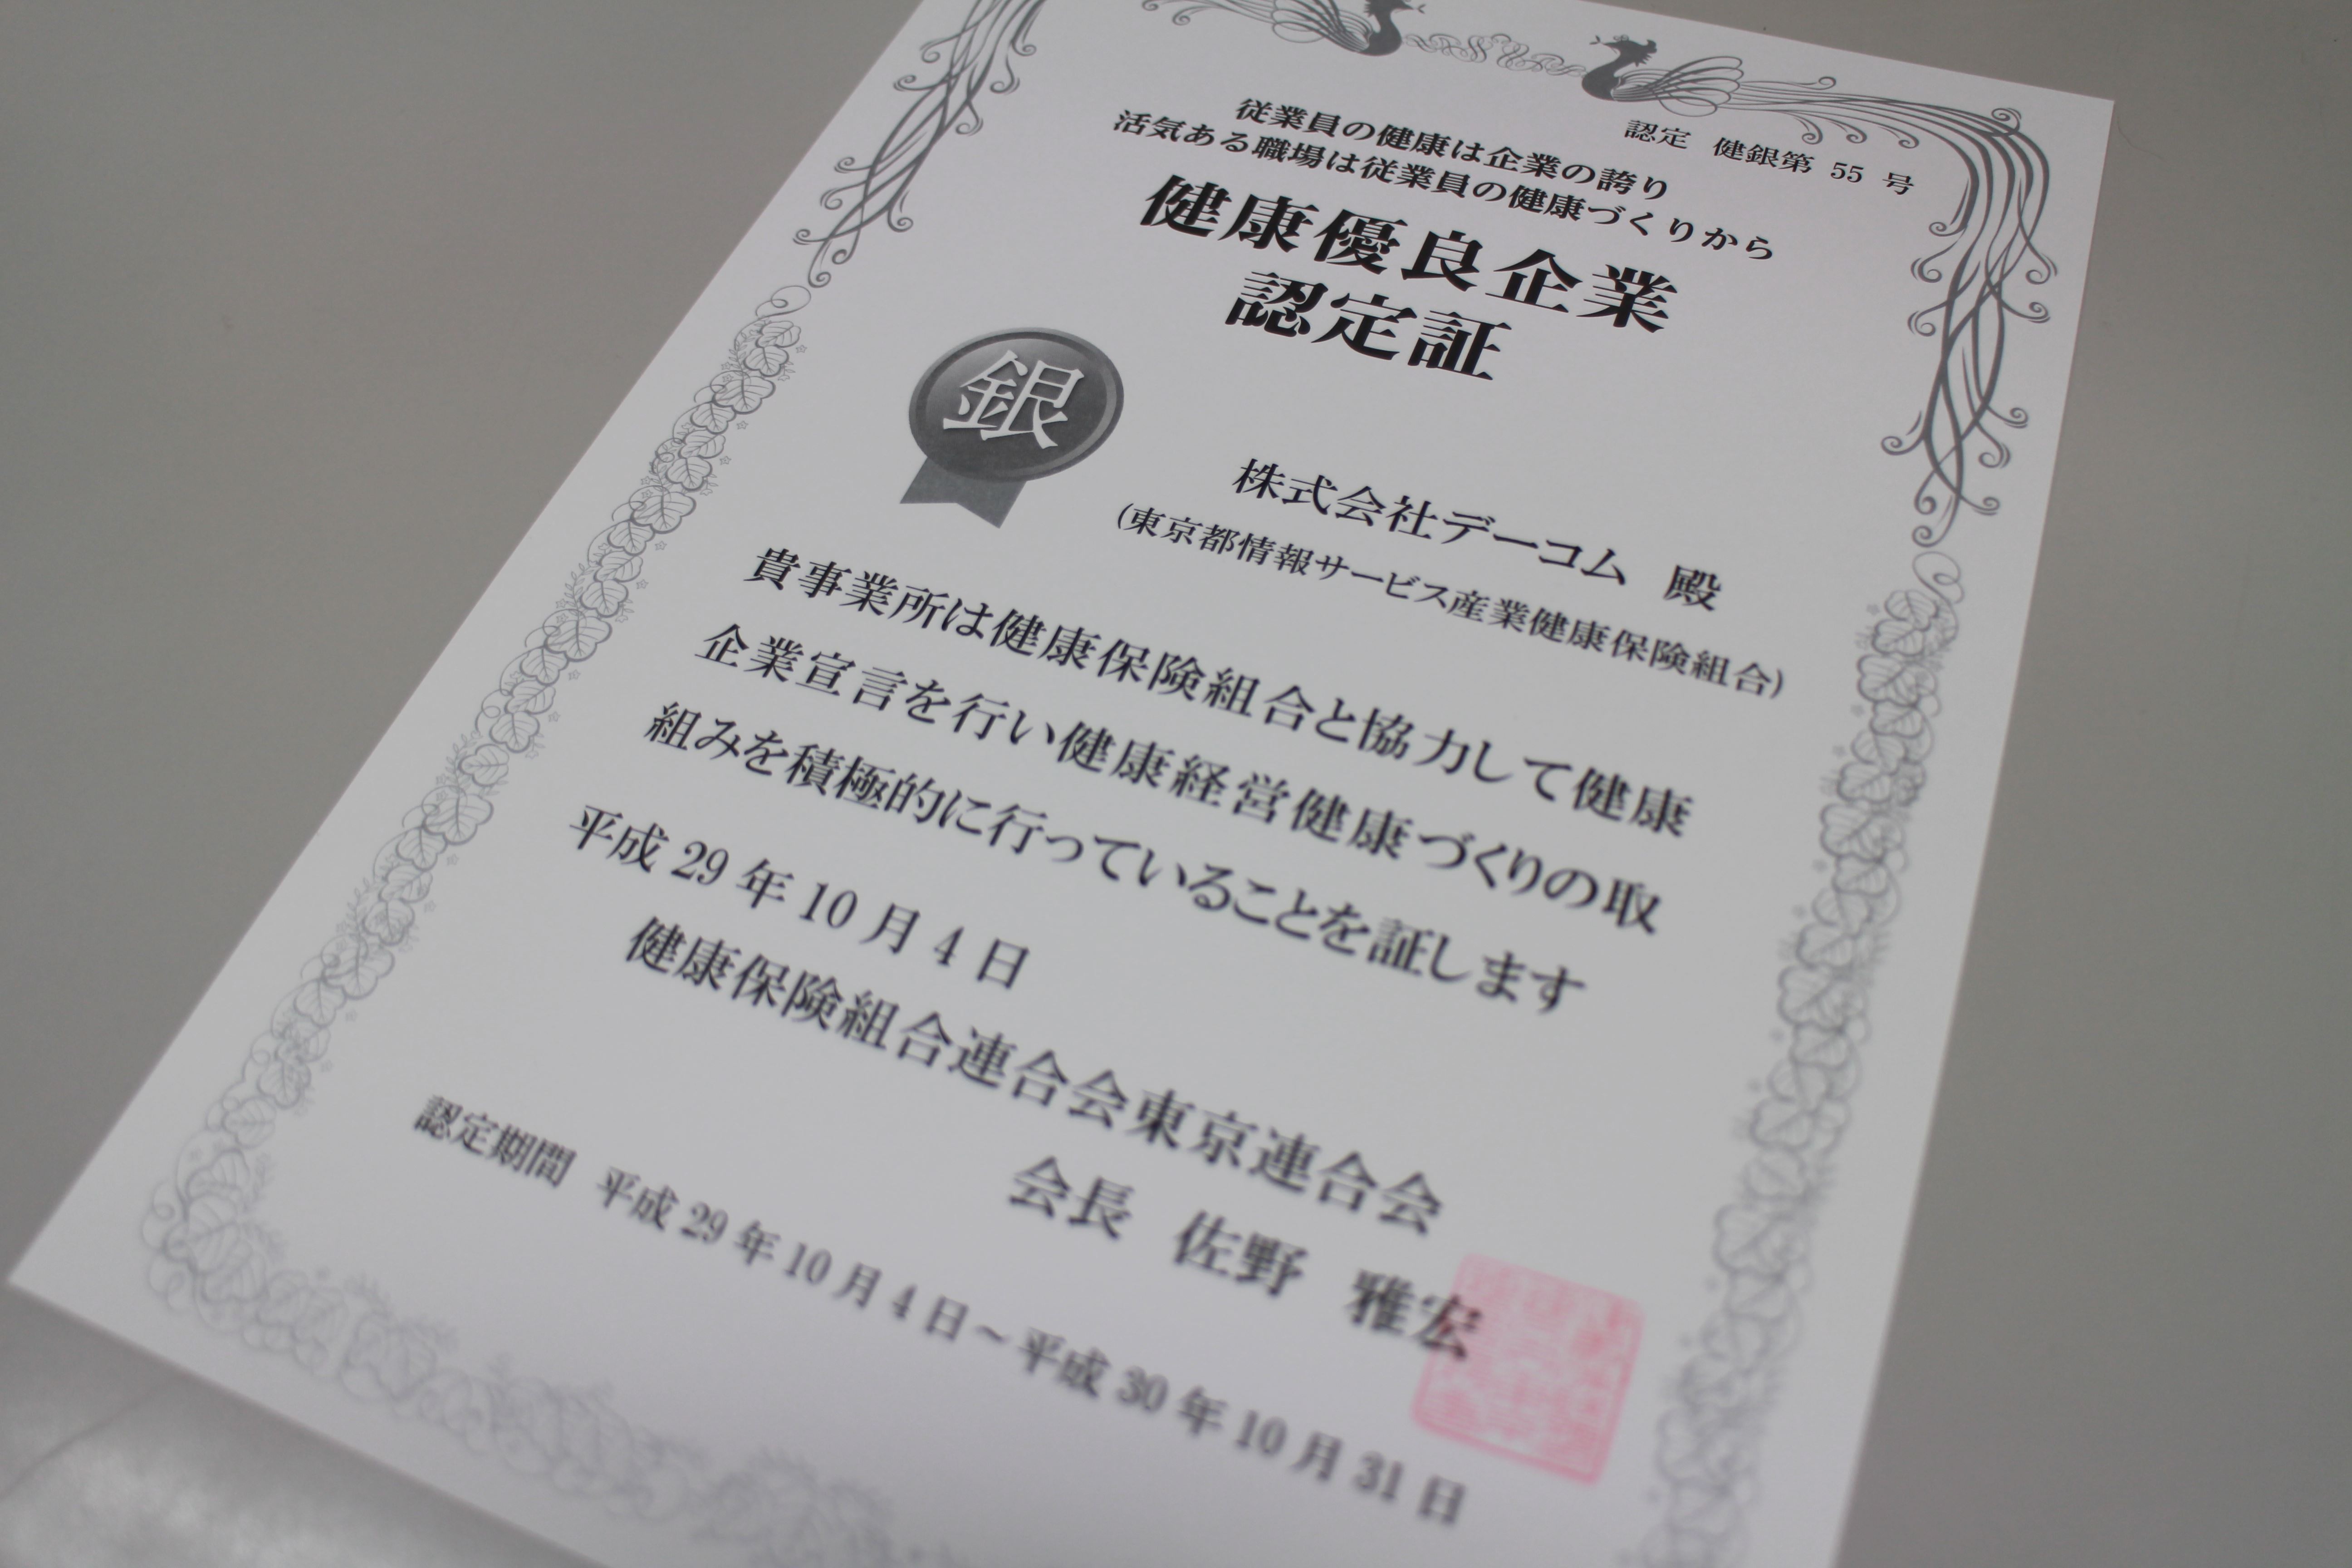 認定 健銀第 55 号
従業員の健康は企業の誇り
活気ある職場は従業員の健康づくりから
健康優良企業
認定証
銀
株式会社デーコム 殿
(東京都情報サービス産業健康保険組合)
貴事業所は健康保険組合と協力して健康
企業宣言を行い健康経営健康づくりの取
組みを積極的に行っていることを証します
平成 29 年 10 月 4 日
健康保険組合連合会東京連合会
会長 佐野 雅宏
認定期間 平成 29 年 10 月 4 日～平成 30 年 10 月 31 日